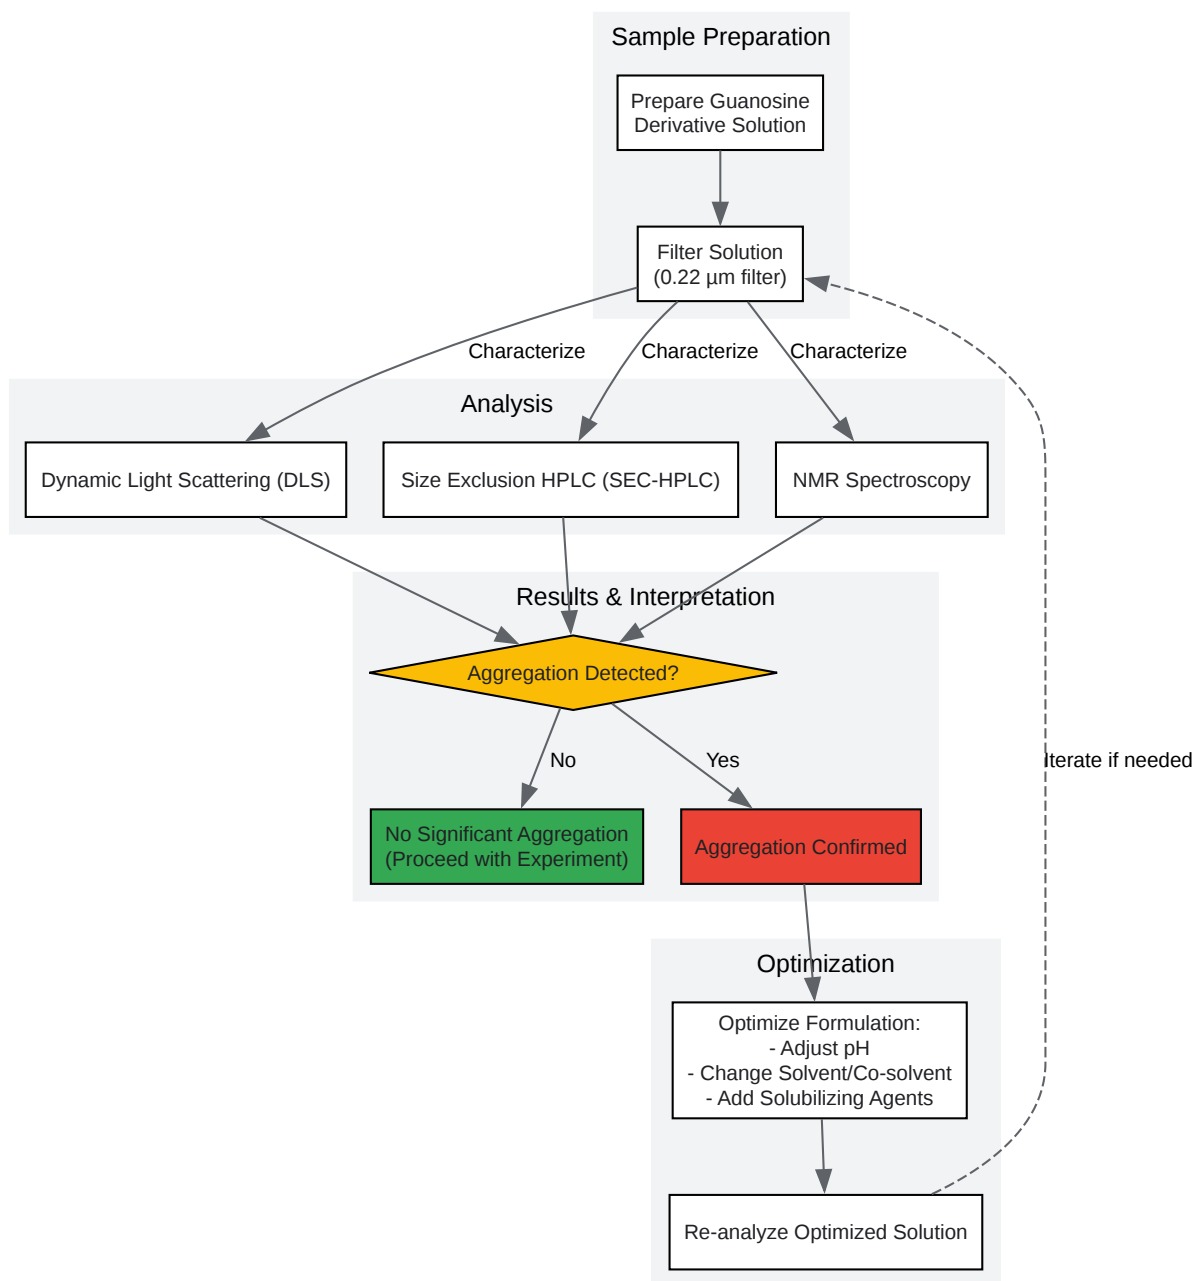 Sample Preparation
Prepare Guanosine
Derivative Solution
Filter Solution
(0.22 µm filter)
Characterize
Characterize
Characterize
Analysis
Dynamic Light Scattering (DLS)
Size Exclusion HPLC (SEC-HPLC)
NMR Spectroscopy
Results & Interpretation
Aggregation Detected?
No
Yes
Iterate if needed
No Significant Aggregation
(Proceed with Experiment)
Aggregation Confirmed
Optimization
Optimize Formulation:
- Adjust pH
- Change Solvent/Co-solvent
- Add Solubilizing Agents
Re-analyze Optimized Solution